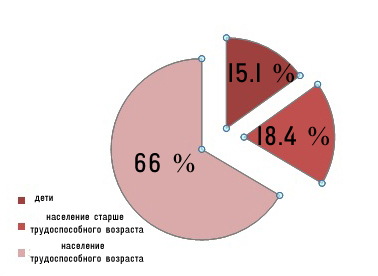 15.1 %
18.4 %
66 %
дети
население старше
трудоспособного возраста
население
трудоспособного возраста